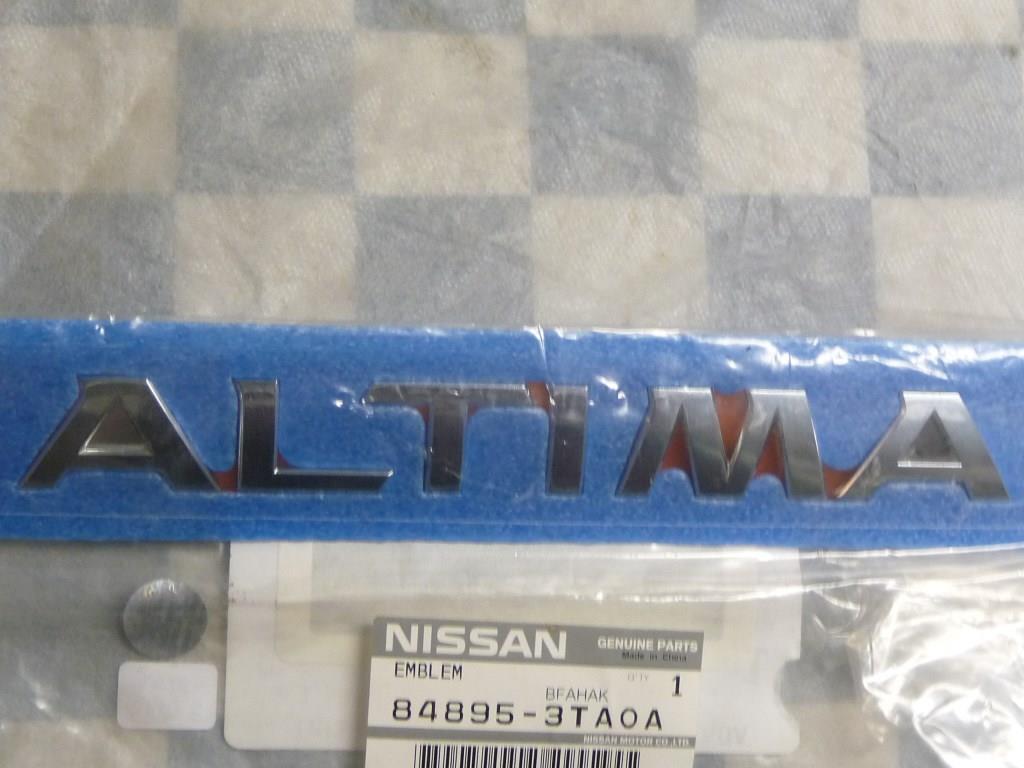 ALTIMA
NISSAN GENUINE PARTS
Made in China
EMBLEM Q'TY 1
BFAHAK
84895-3TA0A
NISSAN MOTOR CO.,LTD.